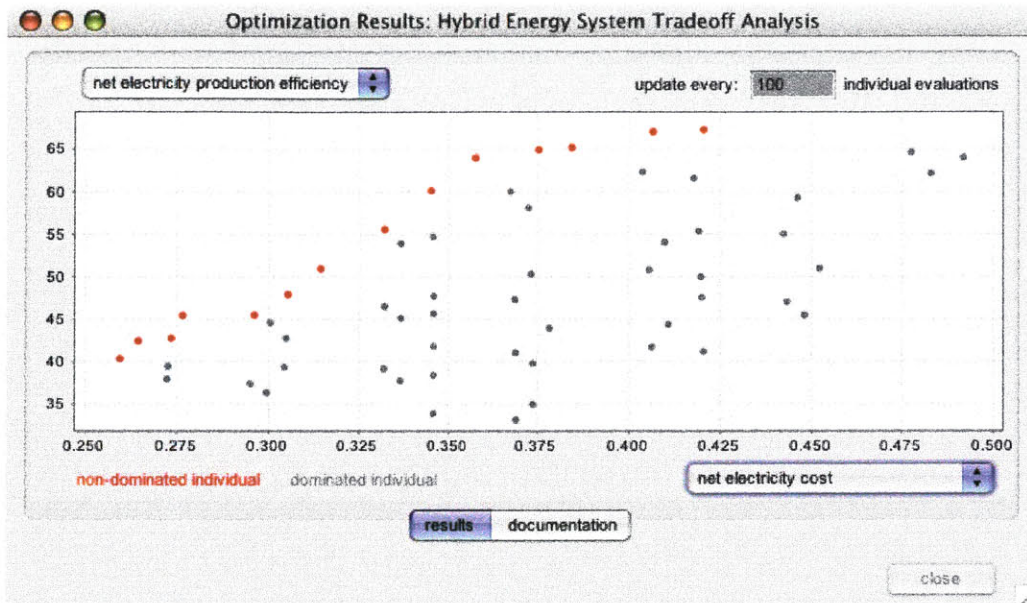 Optimization Results: Hybrid Energy System Tradeoff Analysis
net electricity production efficiency
update every: 100 individual evaluations
65
60
55
50
45
40
35
0.250 0.275 0.300 0.325 0.350 0.375 0.400 0.425 0.450 0.475 0.500
non-dominated individual dominated individual
net electricity cost
results documentation
close